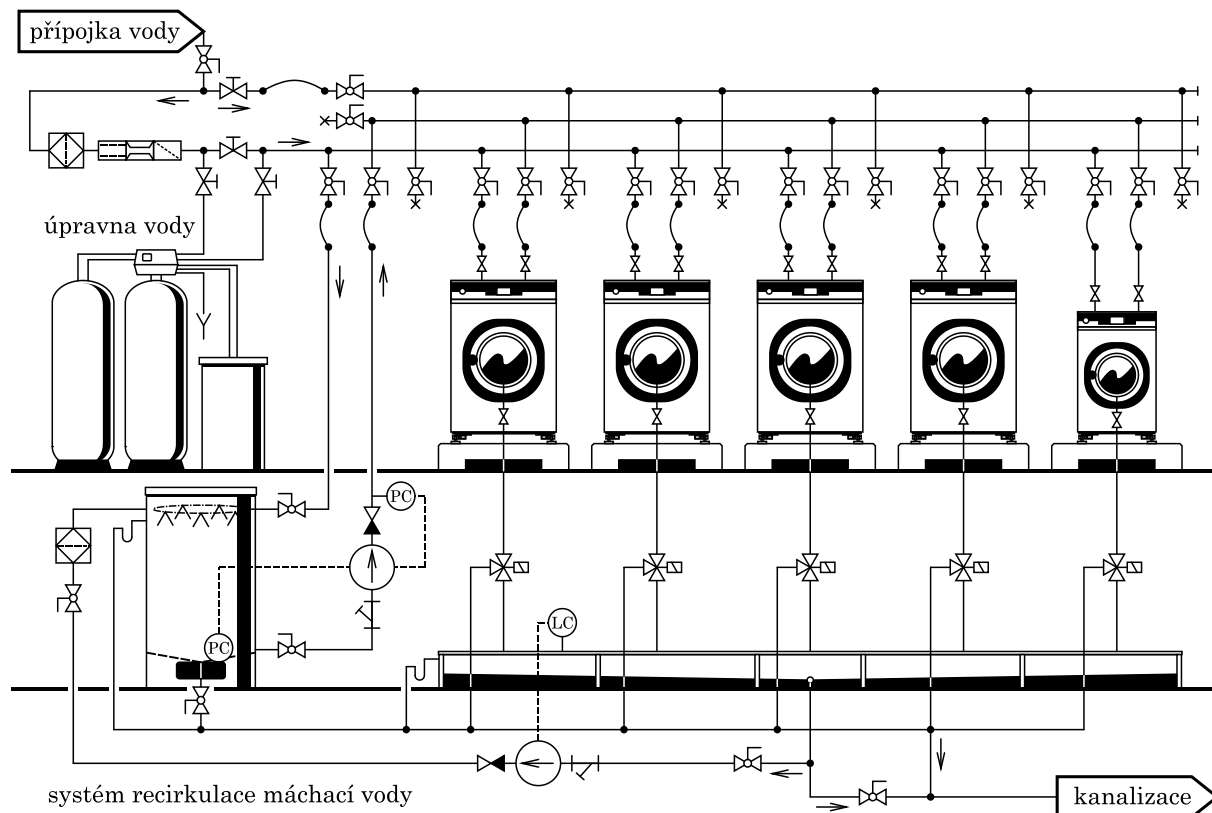 přípojka vody
úpravna vody
PC
PC
LC
systém recirkulace máchací vody
kanalizace